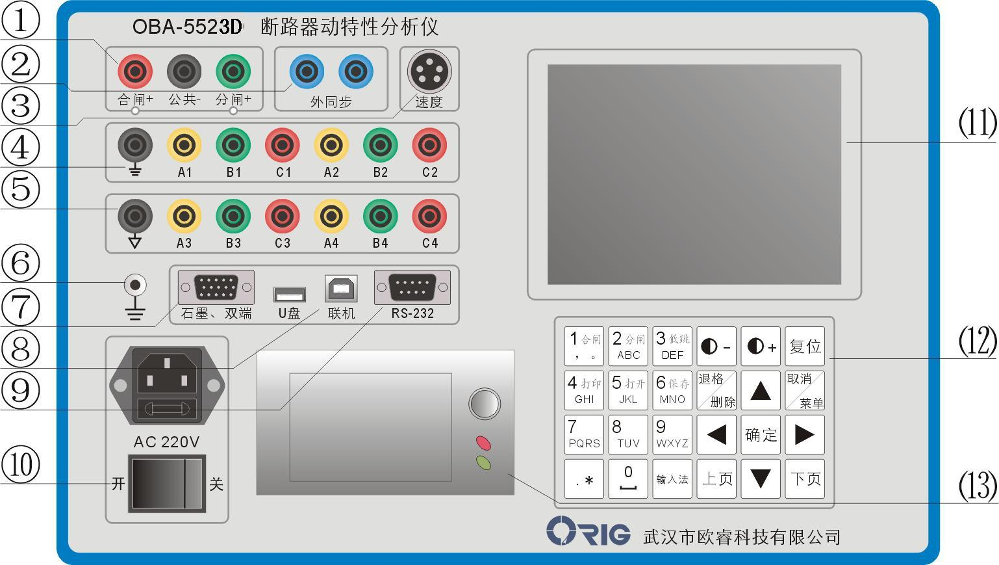 ① OBA-5523D 断路器动特性分析仪
②
合闸+ 公共- 分闸+ 外同步 速度
③
④
A1 B1 C1 A2 B2 C2
⑤
A3 B3 C3 A4 B4 C4
⑥
⑦
石墨、双端 U盘 联机 RS-232
⑧
⑨
AC 220V
⑩
开 关
⑾
1 合闸 , 。
2 分闸 ABC
3 低跳 DEF
-
+
复位
⑿
4 打印 GHI
5 打开 JKL
6 保存 MNO
退格/删除
取消/菜单
7 PQRS
8 TUV
9 WXYZ
确定
. *
0
输入法
上页
下页
⒀
ORIG 武汉市欧睿科技有限公司